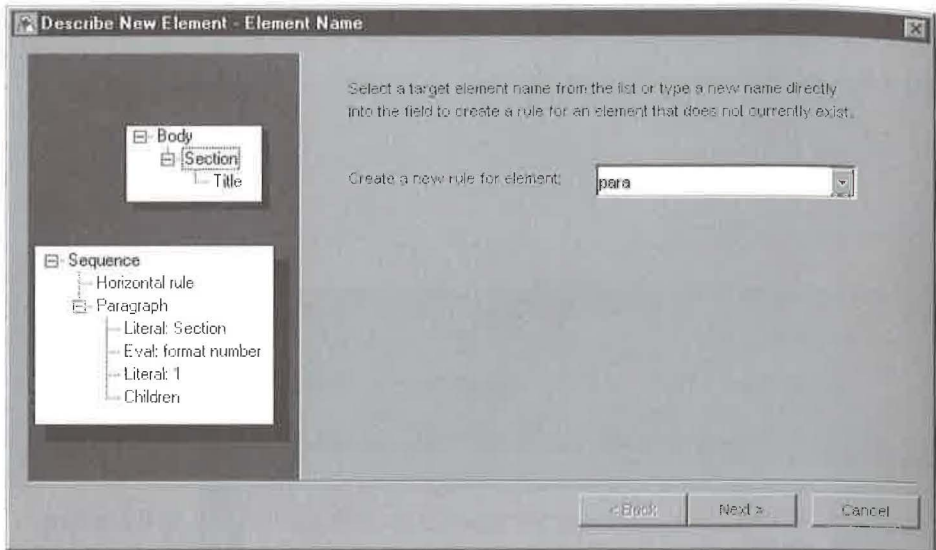 Describe New Element - Element Name
Body
Section
Title
Sequence
Horizontal rule
Paragraph
Literal: Section
Eval: format number
Literal: 1
Children
Select a target element name from the list or type a new name directly
into the field to create a rule for an element that does not currently exist.
Create a new rule for element:
para
< Back
Next >
Cancel